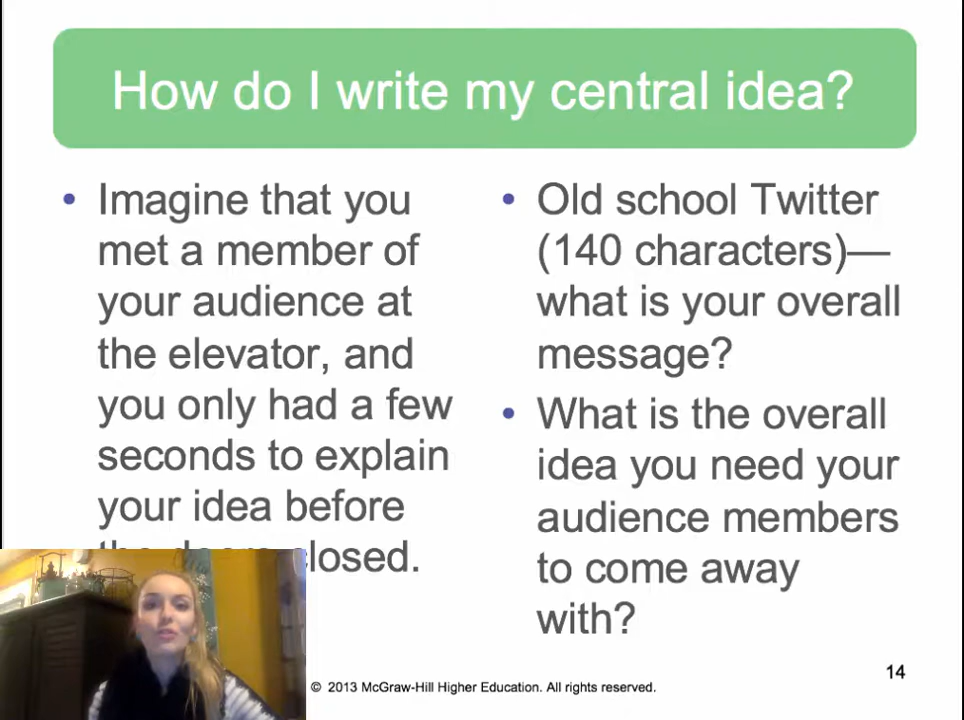 How do I write my central idea?
• Imagine that you
met a member of
your audience at
the elevator, and
you only had a few
seconds to explain
your idea before
closed.
• Old school Twitter
(140 characters)—
what is your overall
message?
• What is the overall
idea you need your
audience members
to come away
with?
© 2013 McGraw-Hill Higher Education. All rights reserved.
14